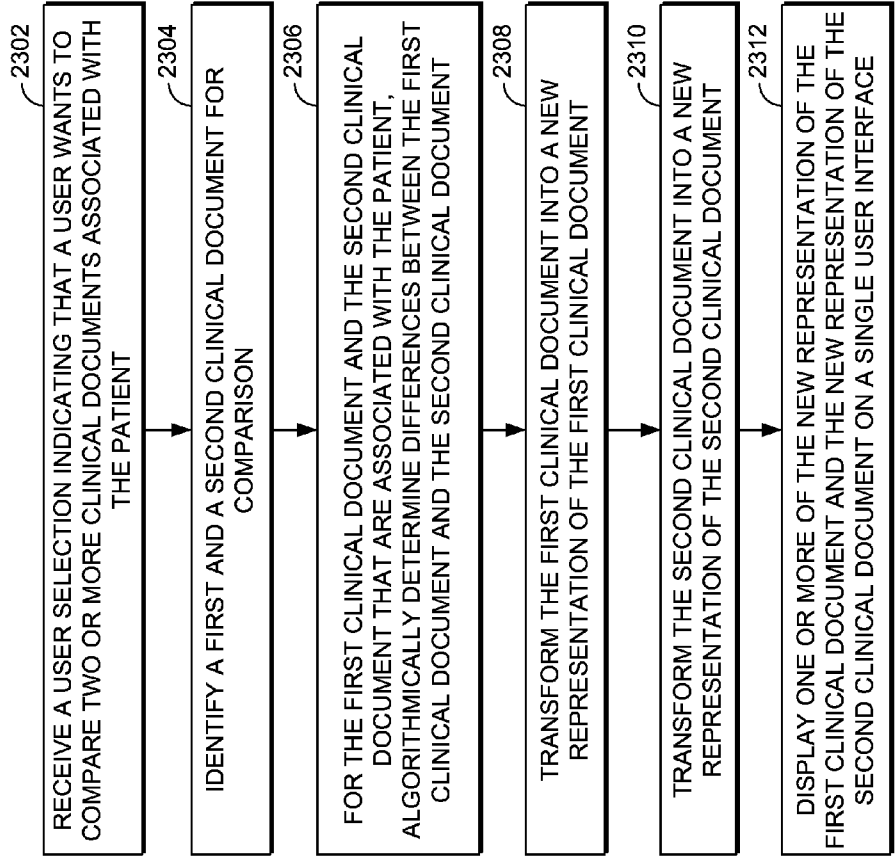 2302
RECEIVE A USER SELECTION INDICATING THAT A USER WANTS TO
COMPARE TWO OR MORE CLINICAL DOCUMENTS ASSOCIATED WITH
THE PATIENT
2304
IDENTIFY A FIRST AND A SECOND CLINICAL DOCUMENT FOR
COMPARISON
2306
FOR THE FIRST CLINICAL DOCUMENT AND THE SECOND CLINICAL
DOCUMENT THAT ARE ASSOCIATED WITH THE PATIENT,
ALGORITHMICALLY DETERMINE DIFFERENCES BETWEEN THE FIRST
CLINICAL DOCUMENT AND THE SECOND CLINICAL DOCUMENT
2308
TRANSFORM THE FIRST CLINICAL DOCUMENT INTO A NEW
REPRESENTATION OF THE FIRST CLINICAL DOCUMENT
2310
TRANSFORM THE SECOND CLINICAL DOCUMENT INTO A NEW
REPRESENTATION OF THE SECOND CLINICAL DOCUMENT
2312
DISPLAY ONE OR MORE OF THE NEW REPRESENTATION OF THE
FIRST CLINICAL DOCUMENT AND THE NEW REPRESENTATION OF THE
SECOND CLINICAL DOCUMENT ON A SINGLE USER INTERFACE